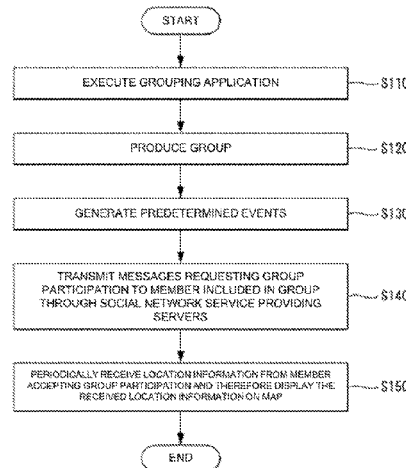 START
EXECUTE GROUPING APPLICATION
S110
PRODUCE GROUP
S120
GENERATE PREDETERMINED EVENTS
S130
TRANSMIT MESSAGES REQUESTING GROUP
PARTICIPATION TO MEMBER INCLUDED IN GROUP
THROUGH SOCIAL NETWORK SERVICE PROVIDING
SERVERS
S140
PERIODICALLY RECEIVE LOCATION INFORMATION FROM MEMBER
ACCEPTING GROUP PARTICIPATION AND THEREFORE DISPLAY THE
RECEIVED LOCATION INFORMATION ON MAP
S150
END